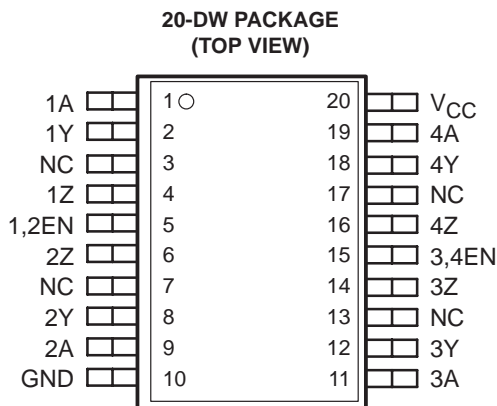 20-DW PACKAGE
(TOP VIEW)
1A 1 20 VCC
1Y 2 19 4A
NC 3 18 4Y
1Z 4 17 NC
1,2EN 5 16 4Z
2Z 6 15 3,4EN
NC 7 14 3Z
2Y 8 13 NC
2A 9 12 3Y
GND 10 11 3A